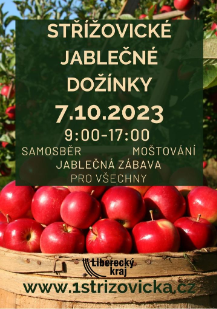 STŘÍŽOVICKÉ
JABLEČNÉ
DOŽÍNKY
7.10.2023
9:00-17:00
SAMOSBĚR MOŠTOVÁNÍ
JABLEČNÁ ZÁBAVA
PRO VŠECHNY
Liberecký
kraj
www.1strizovicka.cz